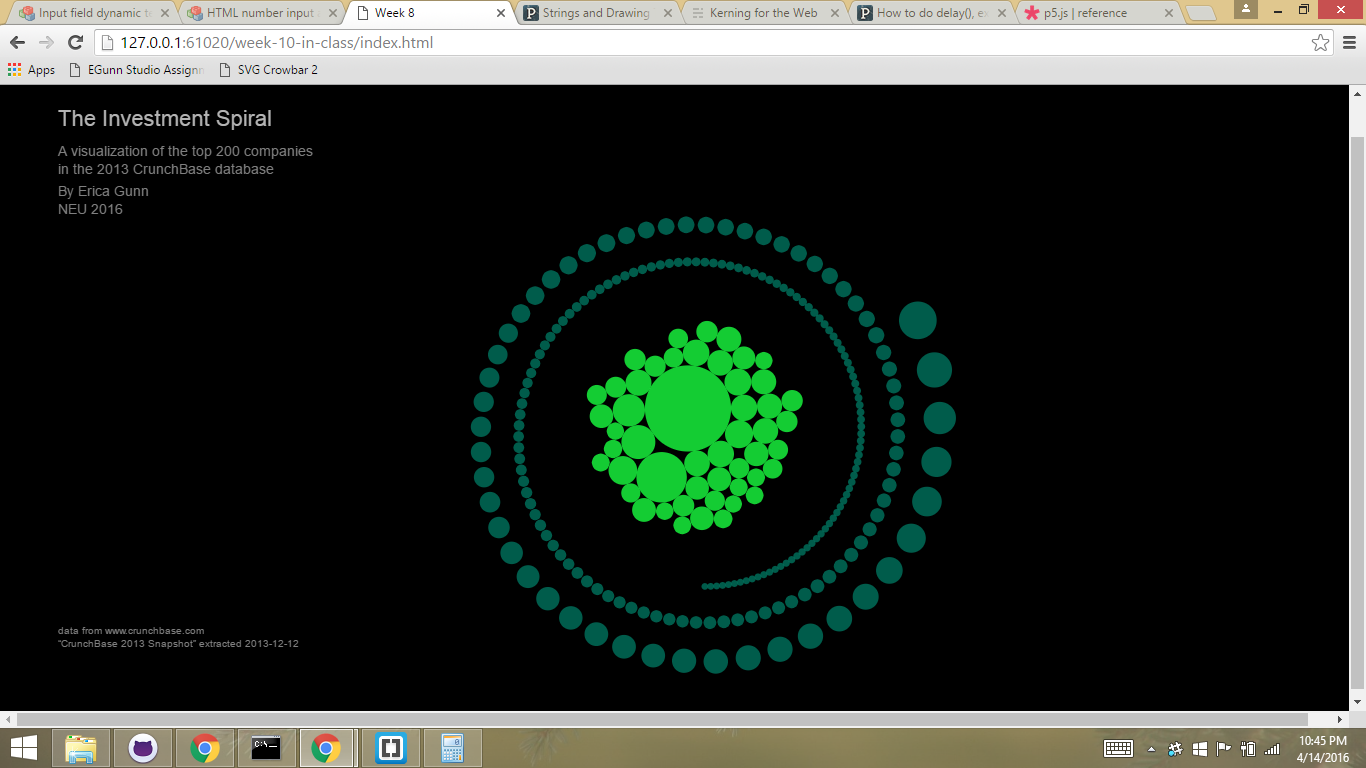 Input field dynamic te
HTML number input a
Week 8
Strings and Drawing
Kerning for the Web
How to do delay(), ex
p5.js | reference
127.0.0.1:61020/week-10-in-class/index.html
Apps
EGunn Studio Assignm
SVG Crowbar 2
The Investment Spiral
A visualization of the top 200 companies
in the 2013 CrunchBase database
By Erica Gunn
NEU 2016
data from www.crunchbase.com
“CrunchBase 2013 Snapshot” extracted 2013-12-12
10:45 PM
4/14/2016